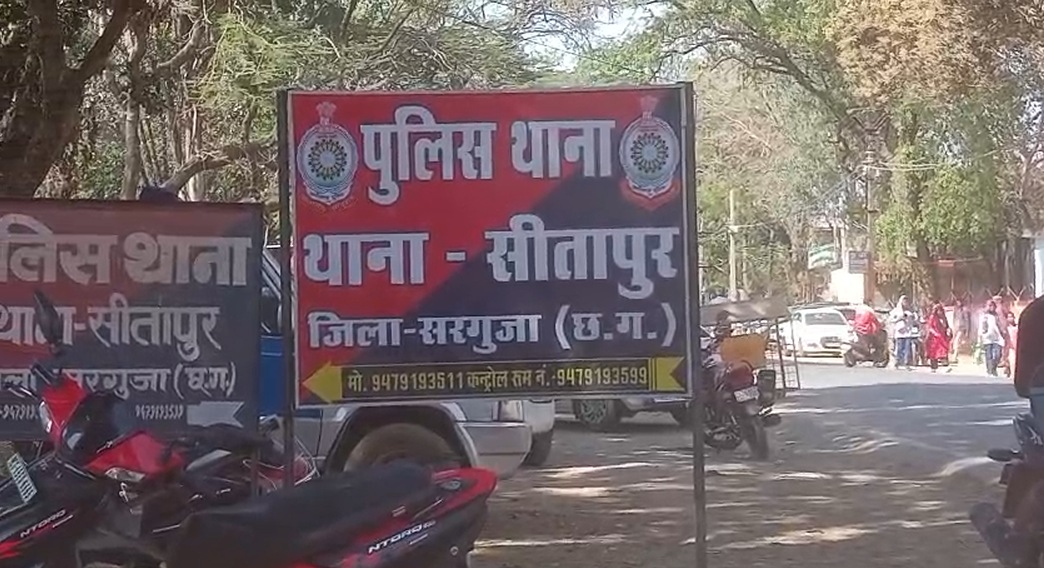 पुलिस थाना
थाना - सीतापुर
जिला-सरगुजा (छ.ग.)
मो. 9479193511 कन्ट्रोल रूम नं.-9479193599
पुलिस थाना
थाना-सीतापुर
जिला-सरगुजा (छ.ग.)
NTORQ
NTORQ